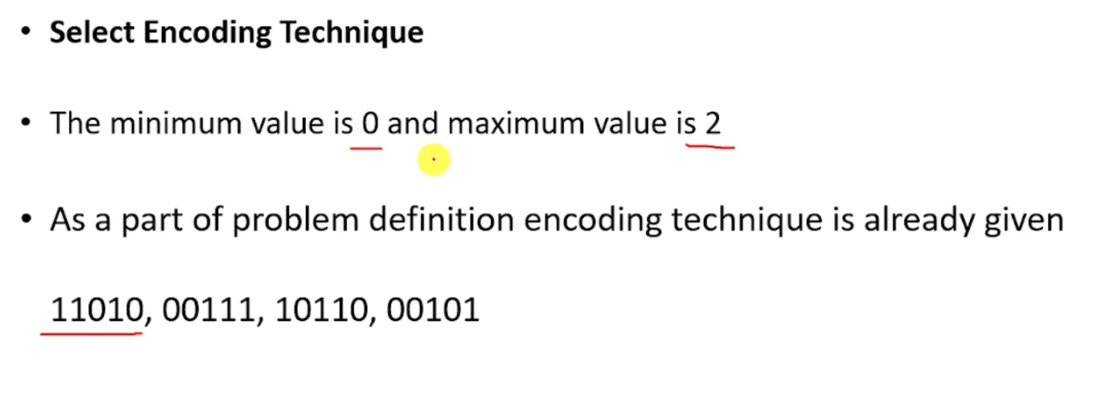 • Select Encoding Technique
• The minimum value is 0 and maximum value is 2
• As a part of problem definition encoding technique is already given
11010, 00111, 10110, 00101